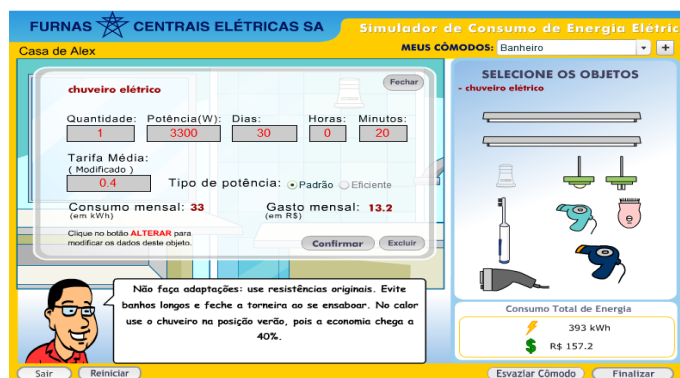 FURNAS CENTRAIS ELÉTRICAS SA
Simulador de Consumo de Energia Elétric
Casa de Alex
MEUS CÔMODOS: Banheiro
+
chuveiro elétrico
Fechar
Quantidade: Potência(W): Dias: Horas: Minutos:
1 3300 30 0 20
Tarifa Média:
( Modificado )
0.4
Tipo de potência: Padrão Eficiente
Consumo mensal: 33 Gasto mensal: 13.2
(em kWh) (em R$)
Clique no botão ALTERAR para
modificar os dados deste objeto.
Confirmar Excluir
SELECIONE OS OBJETOS
- chuveiro elétrico
Não faça adaptações: use resistências originais. Evite
banhos longos e feche a torneira ao se ensaboar. No calor
use o chuveiro na posição verão, pois a economia chega a
40%.
Consumo Total de Energia
393 kWh
$ R$ 157.2
Sair Reiniciar Esvaziar Cômodo Finalizar